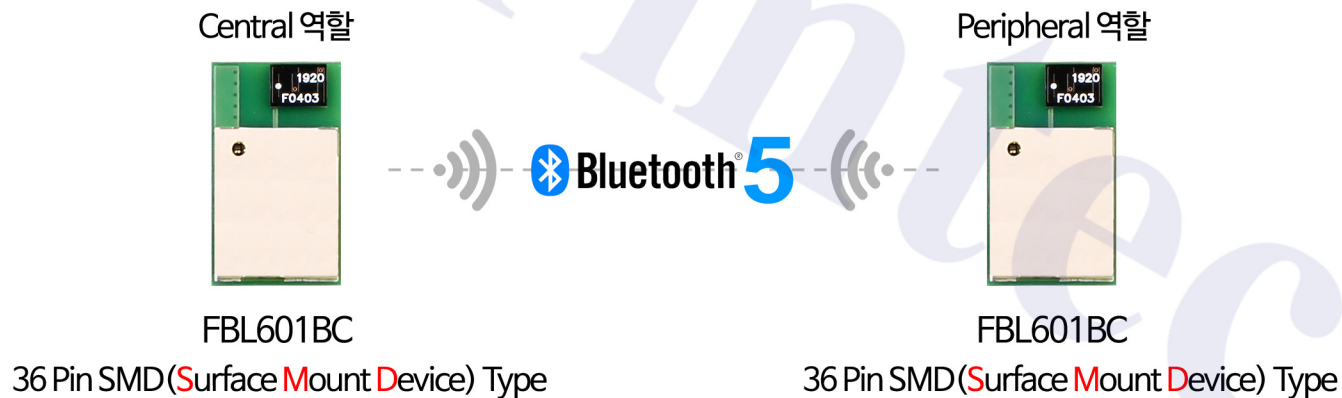 Central 역할
Peripheral 역할
1920
F0403
1920
F0403
Bluetooth® 5
FBL601BC
FBL601BC
36 Pin SMD(Surface Mount Device) Type
36 Pin SMD(Surface Mount Device) Type